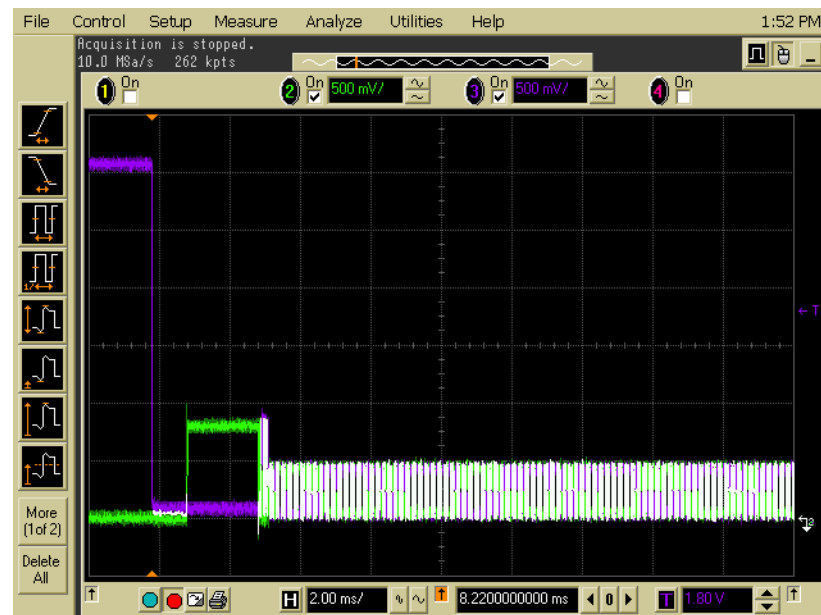 File Control Setup Measure Analyze Utilities Help 1:52 PM
Acquisition is stopped.
10.0 MSa/s 262 kpts
1 On 2 On 500 mV/ 3 On 500 mV/ 4 On
T
2
More
(1of 2)
Delete
All
H 2.00 ms/ 8.2200000000 ms 0 T 1.80 V